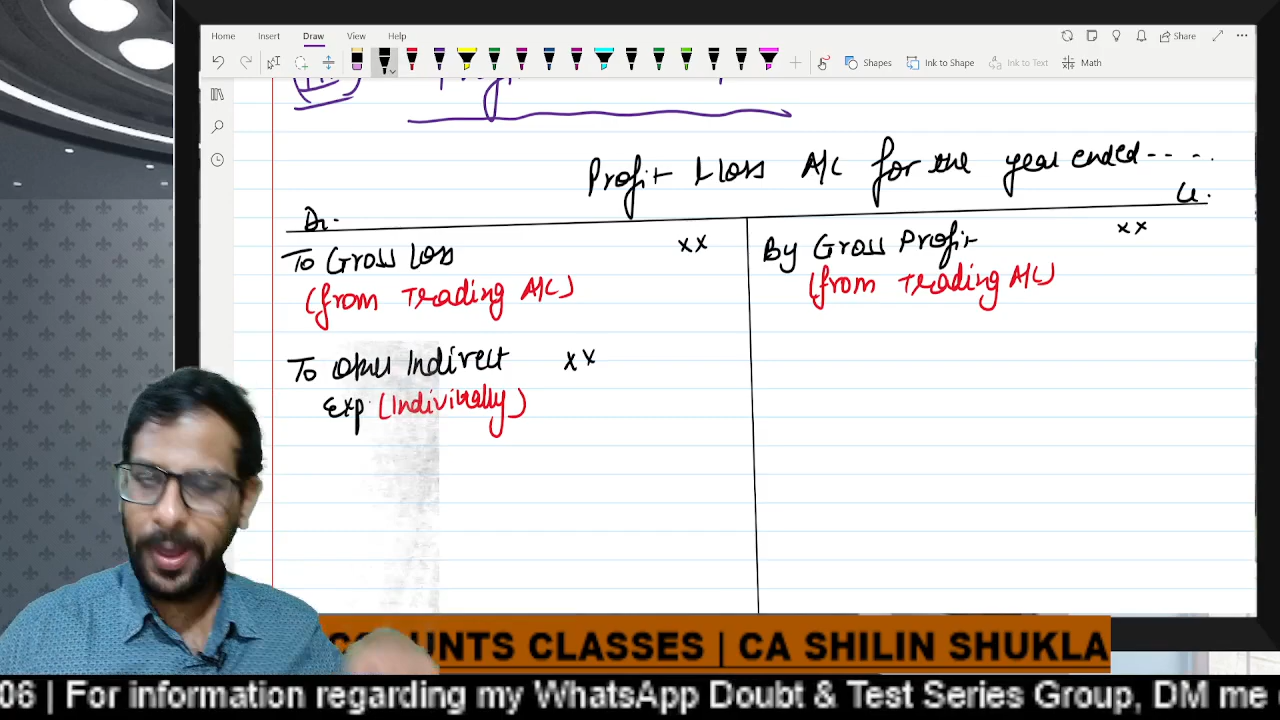 Home Insert Draw View Help
Share
Shapes Ink to Shape Ink to Text Math
Profit & Loss A/c for the year ended-- -.
Dr. Cr.
To Gross Loss xx
(from Trading A/c)
By Gross Profit xx
(from Trading A/c)
To Other Indirect xx
Exp. (Indivirally)
OUNTS CLASSES | CA SHILIN SHUKLA
06 | For information regarding my WhatsApp Doubt & Test Series Group, DM me